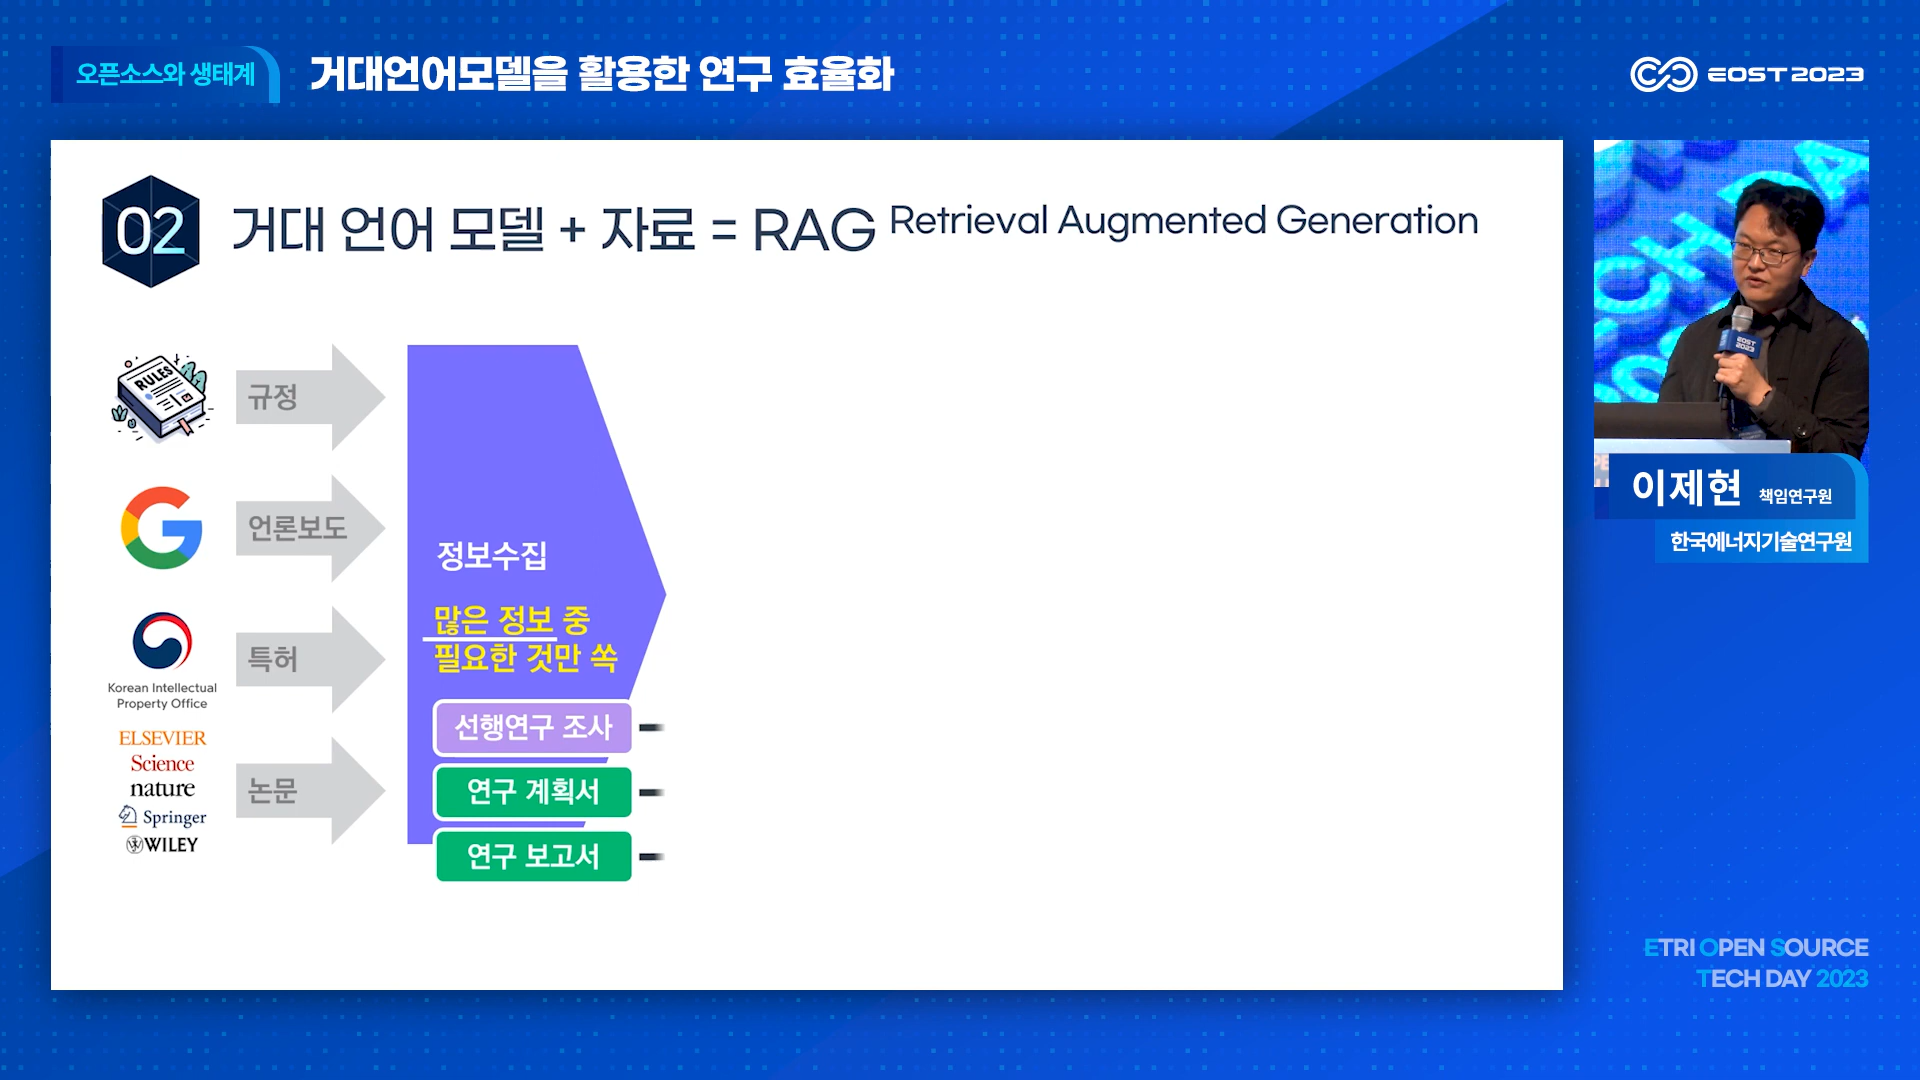 오픈소스와 생태계
거대언어모델을 활용한 연구 효율화
EOST 2023
02
거대 언어 모델 + 자료 = RAG Retrieval Augmented Generation
RULES
규정
언론보도
특허
Korean Intellectual
Property Office
ELSEVIER
Science
nature
Springer
WILEY
논문
정보수집
많은 정보 중
필요한 것만 쏙
선행연구 조사
연구 계획서
연구 보고서
EOST
2023
이제현 책임연구원
한국에너지기술연구원
ETRI OPEN SOURCE
TECH DAY 2023